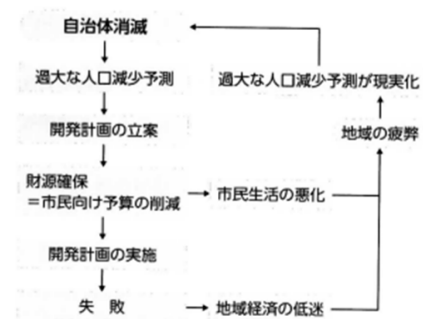 自治体消滅
過大な人口減少予測
開発計画の立案
財源確保
＝市民向け予算の削減
開発計画の実施
失 敗
市民生活の悪化
地域経済の低迷
地域の疲弊
過大な人口減少予測が現実化